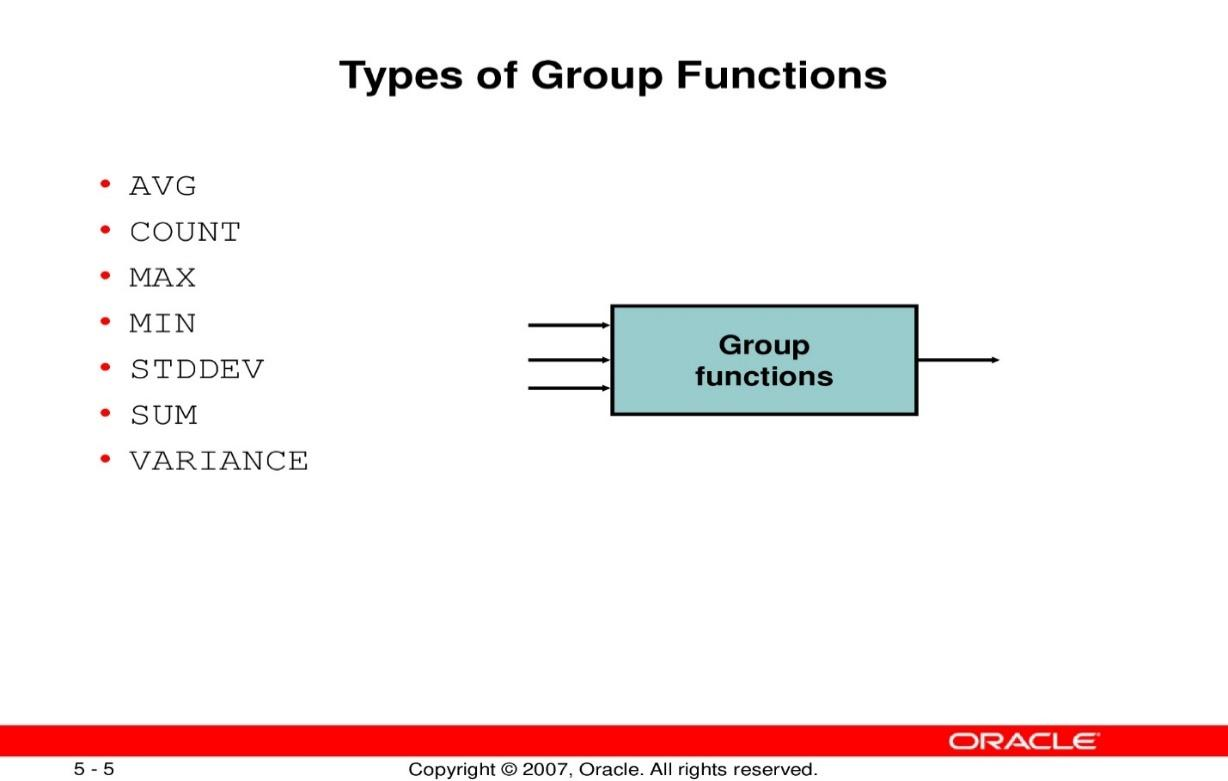 Types of Group Functions
• AVG
• COUNT
• MAX
• MIN
• STDDEV
• SUM
• VARIANCE
Group
functions
ORACLE
5 - 5
Copyright © 2007, Oracle. All rights reserved.